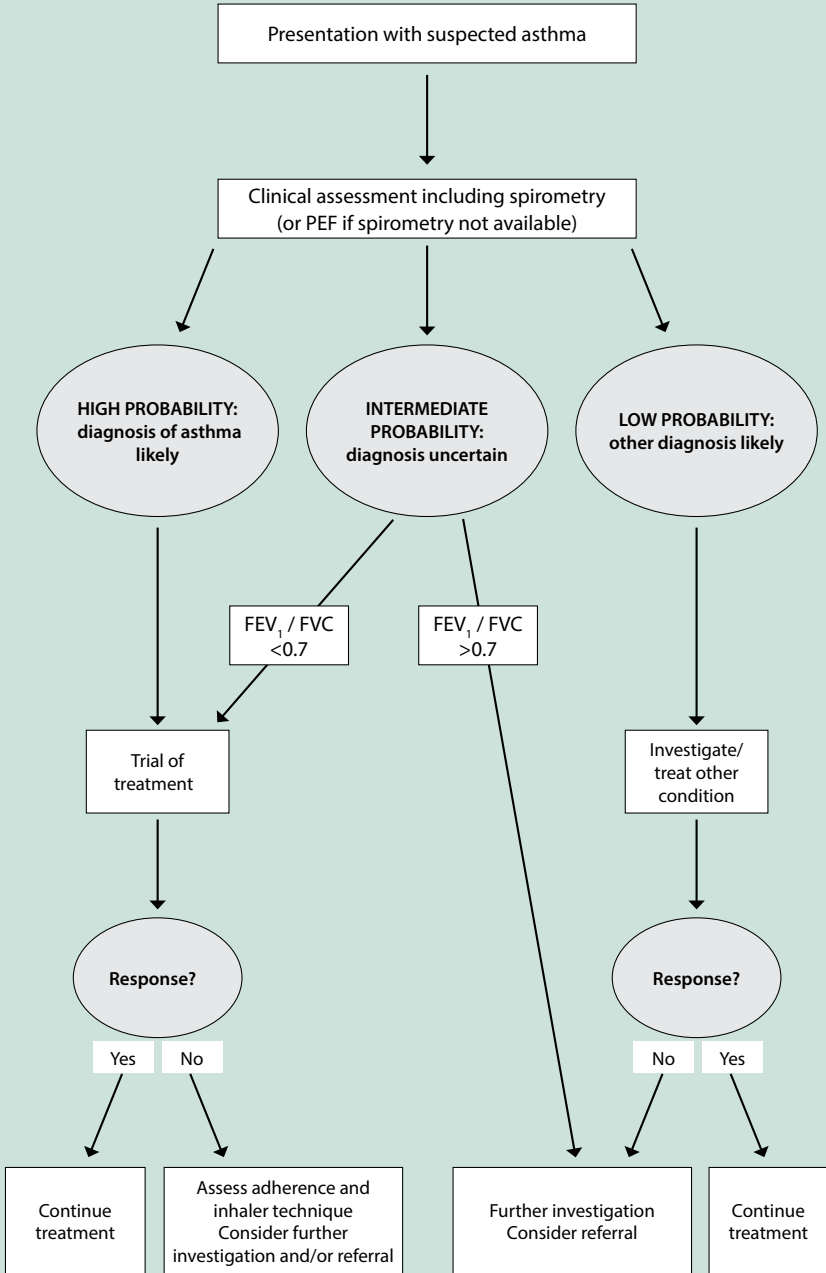 Presentation with suspected asthma
Clinical assessment including spirometry
(or PEF if spirometry not available)
HIGH PROBABILITY:
diagnosis of asthma
likely
INTERMEDIATE
PROBABILITY:
diagnosis uncertain
LOW PROBABILITY:
other diagnosis likely
FEV₁ / FVC
<0.7
FEV₁ / FVC
>0.7
Trial of
treatment
Investigate/
treat other
condition
Response?
Response?
Yes
No
No
Yes
Continue
treatment
Assess adherence and
inhaler technique
Consider further
investigation and/or referral
Further investigation
Consider referral
Continue
treatment